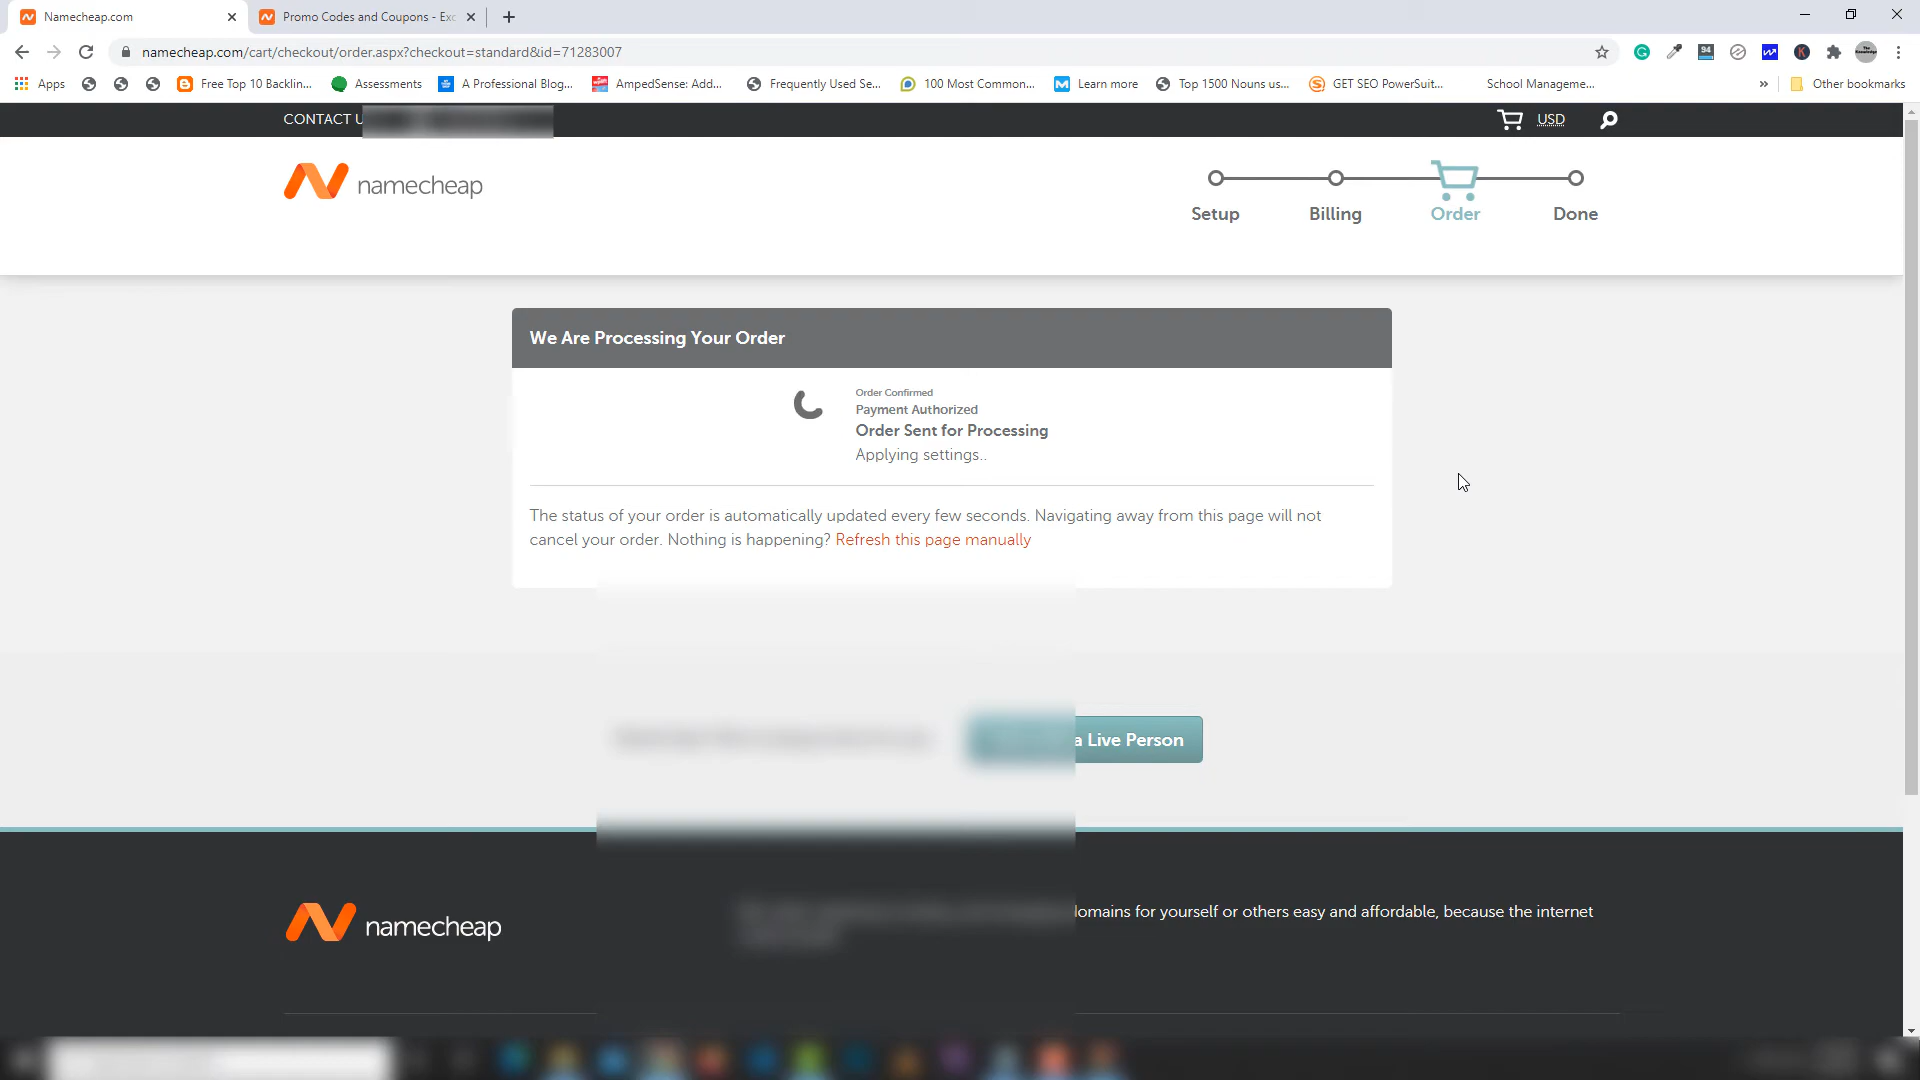 Namecheap.com
Promo Codes and Coupons - Exc
namecheap.com/cart/checkout/order.aspx?checkout=standard&id=71283007
94
Apps
Free Top 10 Backlin...
Assessments
A Professional Blog...
AmpedSense: Add...
Frequently Used Se...
100 Most Common...
Learn more
Top 1500 Nouns us...
GET SEO PowerSuit...
School Manageme...
»
Other bookmarks
CONTACT U
USD
namecheap
Setup
Billing
Order
Done
We Are Processing Your Order
Order Confirmed
Payment Authorized
Order Sent for Processing
Applying settings..
The status of your order is automatically updated every few seconds. Navigating away from this page will not
cancel your order. Nothing is happening? Refresh this page manually
a Live Person
namecheap
domains for yourself or others easy and affordable, because the internet